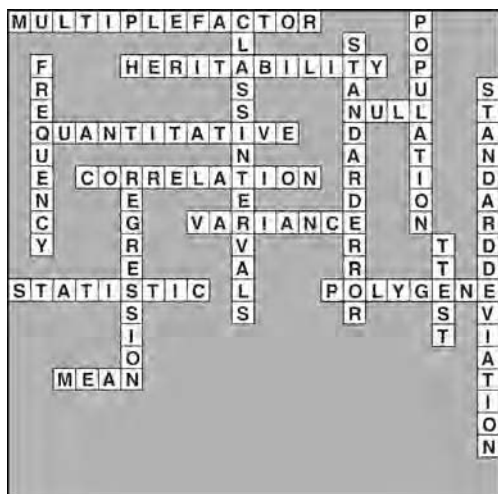 MULTIPLEFACTOR
CLASSINTERVALS
POPULATION
STANDARDERROR
HERITABILITY
FREQUENCY
STANDARDDEVIATION
NULL
QUANTITATIVE
CORRELATION
REGRESSION
VARIANCE
TTEST
STATISTIC
POLYGENE
MEAN